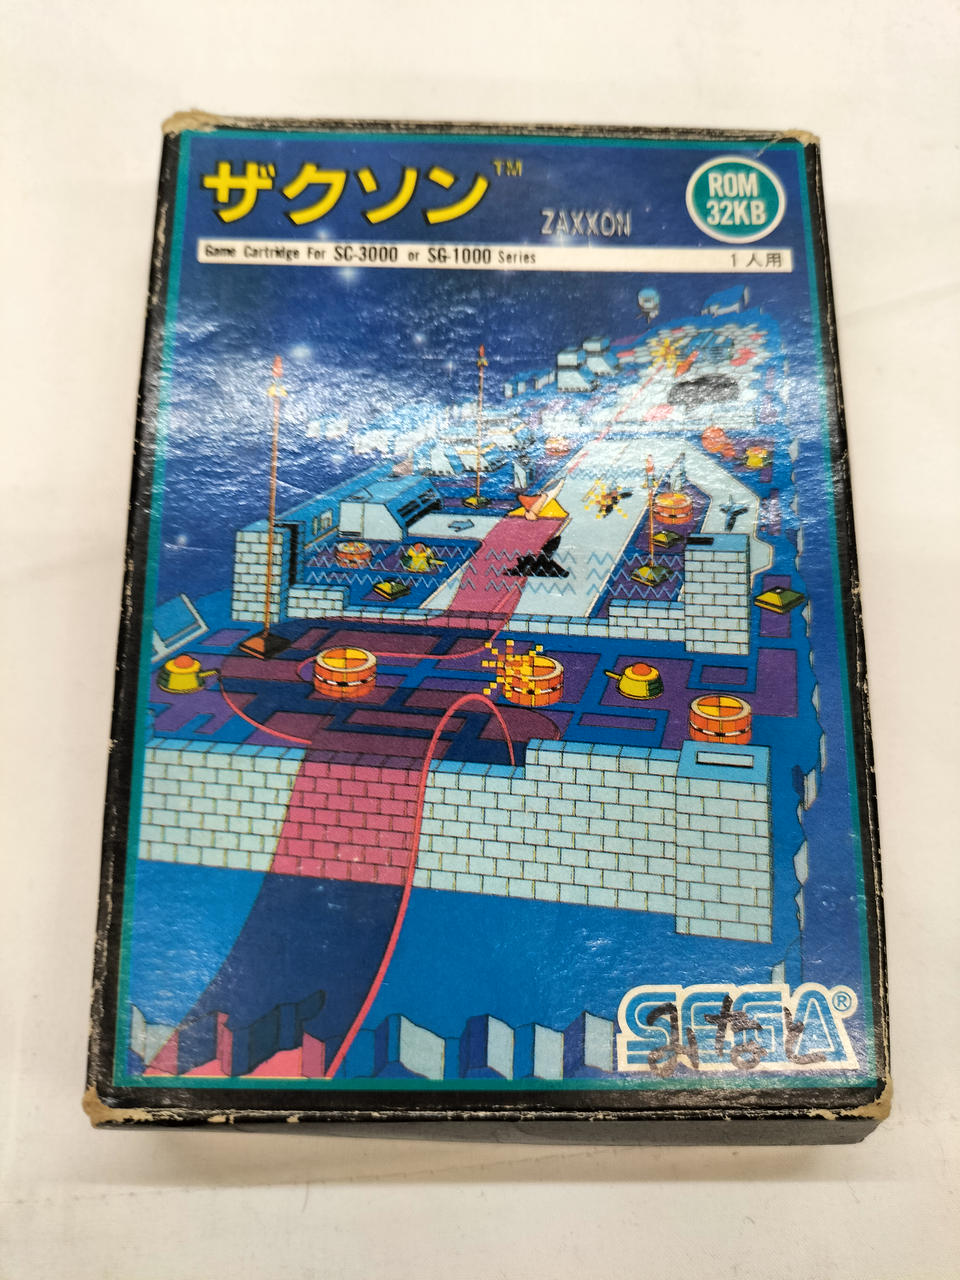 ザクソン™
ZAXXON
ROM
32KB
Game Cartridge For SC-3000 or SG-1000 Series
1人用
SEGA®